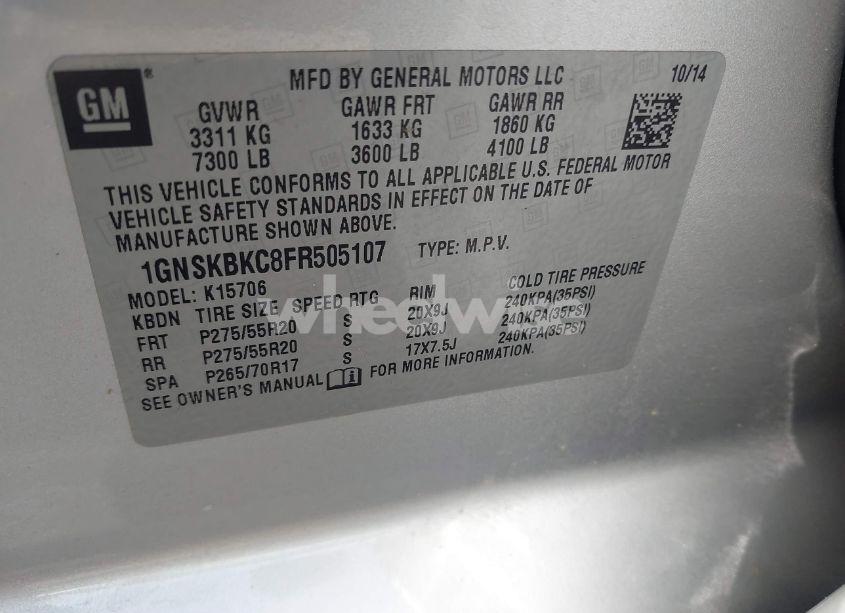 GM ®
MFD BY GENERAL MOTORS LLC 10/14
GVWR GAWR FRT GAWR RR
3311 KG 1633 KG 1860 KG
7300 LB 3600 LB 4100 LB
THIS VEHICLE CONFORMS TO ALL APPLICABLE U.S. FEDERAL MOTOR
VEHICLE SAFETY STANDARDS IN EFFECT ON THE DATE OF
MANUFACTURE SHOWN ABOVE.
1GNSKBKC8FR505107 TYPE: M.P.V.
MODEL: K15706
KBDN TIRE SIZE SPEED RTG RIM COLD TIRE PRESSURE
FRT P275/55R20 S 20X9J 240KPA(35PSI)
RR P275/55R20 S 20X9J 240KPA(35PSI)
SPA P265/70R17 S 17X7.5J 240KPA(35PSI)
SEE OWNER'S MANUAL FOR MORE INFORMATION.